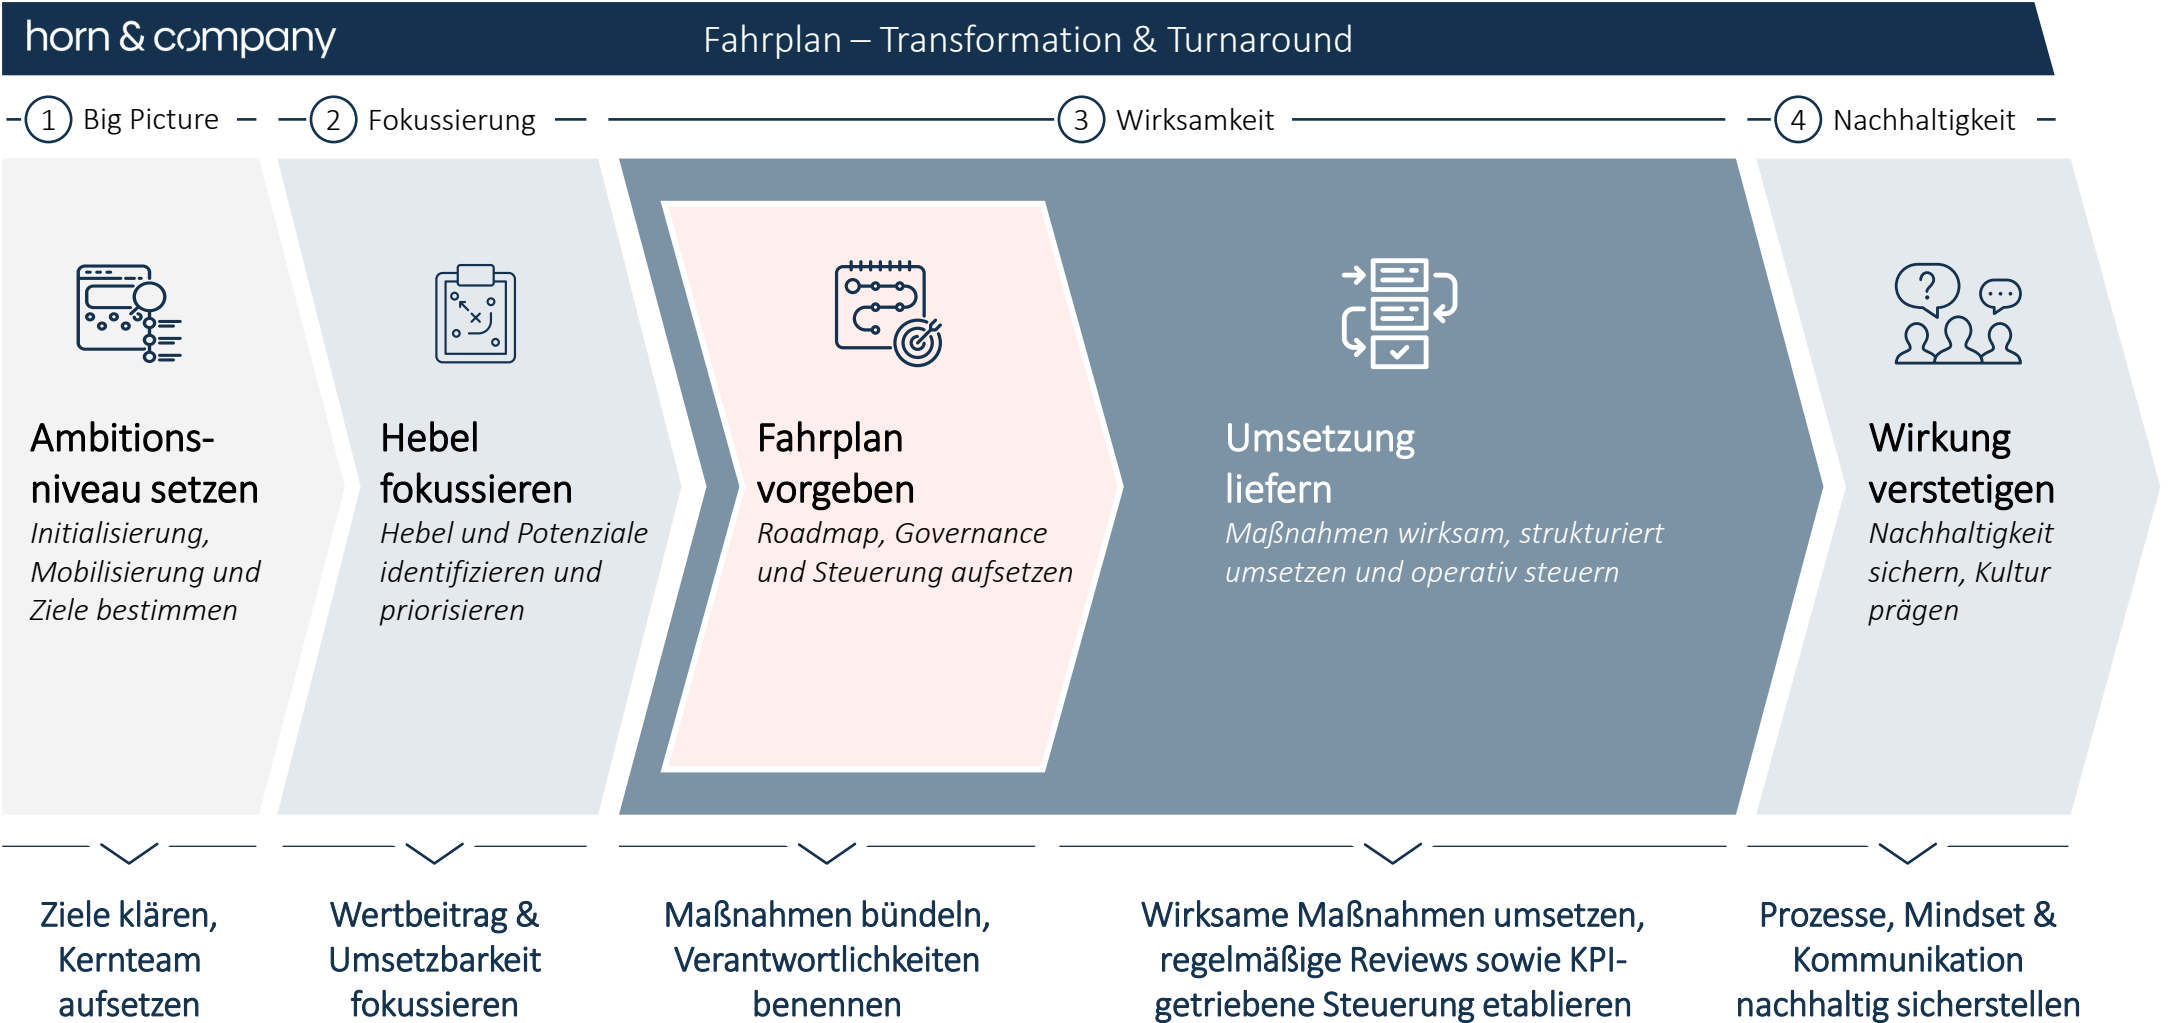 horn & company
Fahrplan – Transformation & Turnaround
1 Big Picture
2 Fokussierung
3 Wirksamkeit
4 Nachhaltigkeit
?
Ambitions-
niveau setzen
Initialisierung,
Mobilisierung und
Ziele bestimmen
Hebel
fokussieren
Hebel und Potenziale
identifizieren und
priorisieren
Fahrplan
vorgeben
Roadmap, Governance
und Steuerung aufsetzen
Umsetzung
liefern
Maßnahmen wirksam, strukturiert
umsetzen und operativ steuern
Wirkung
verstetigen
Nachhaltigkeit
sichern, Kultur
prägen
Ziele klären,
Kernteam
aufsetzen
Wertbeitrag &
Umsetzbarkeit
fokussieren
Maßnahmen bündeln,
Verantwortlichkeiten
benennen
Wirksame Maßnahmen umsetzen,
regelmäßige Reviews sowie KPI-
getriebene Steuerung etablieren
Prozesse, Mindset &
Kommunikation
nachhaltig sicherstellen